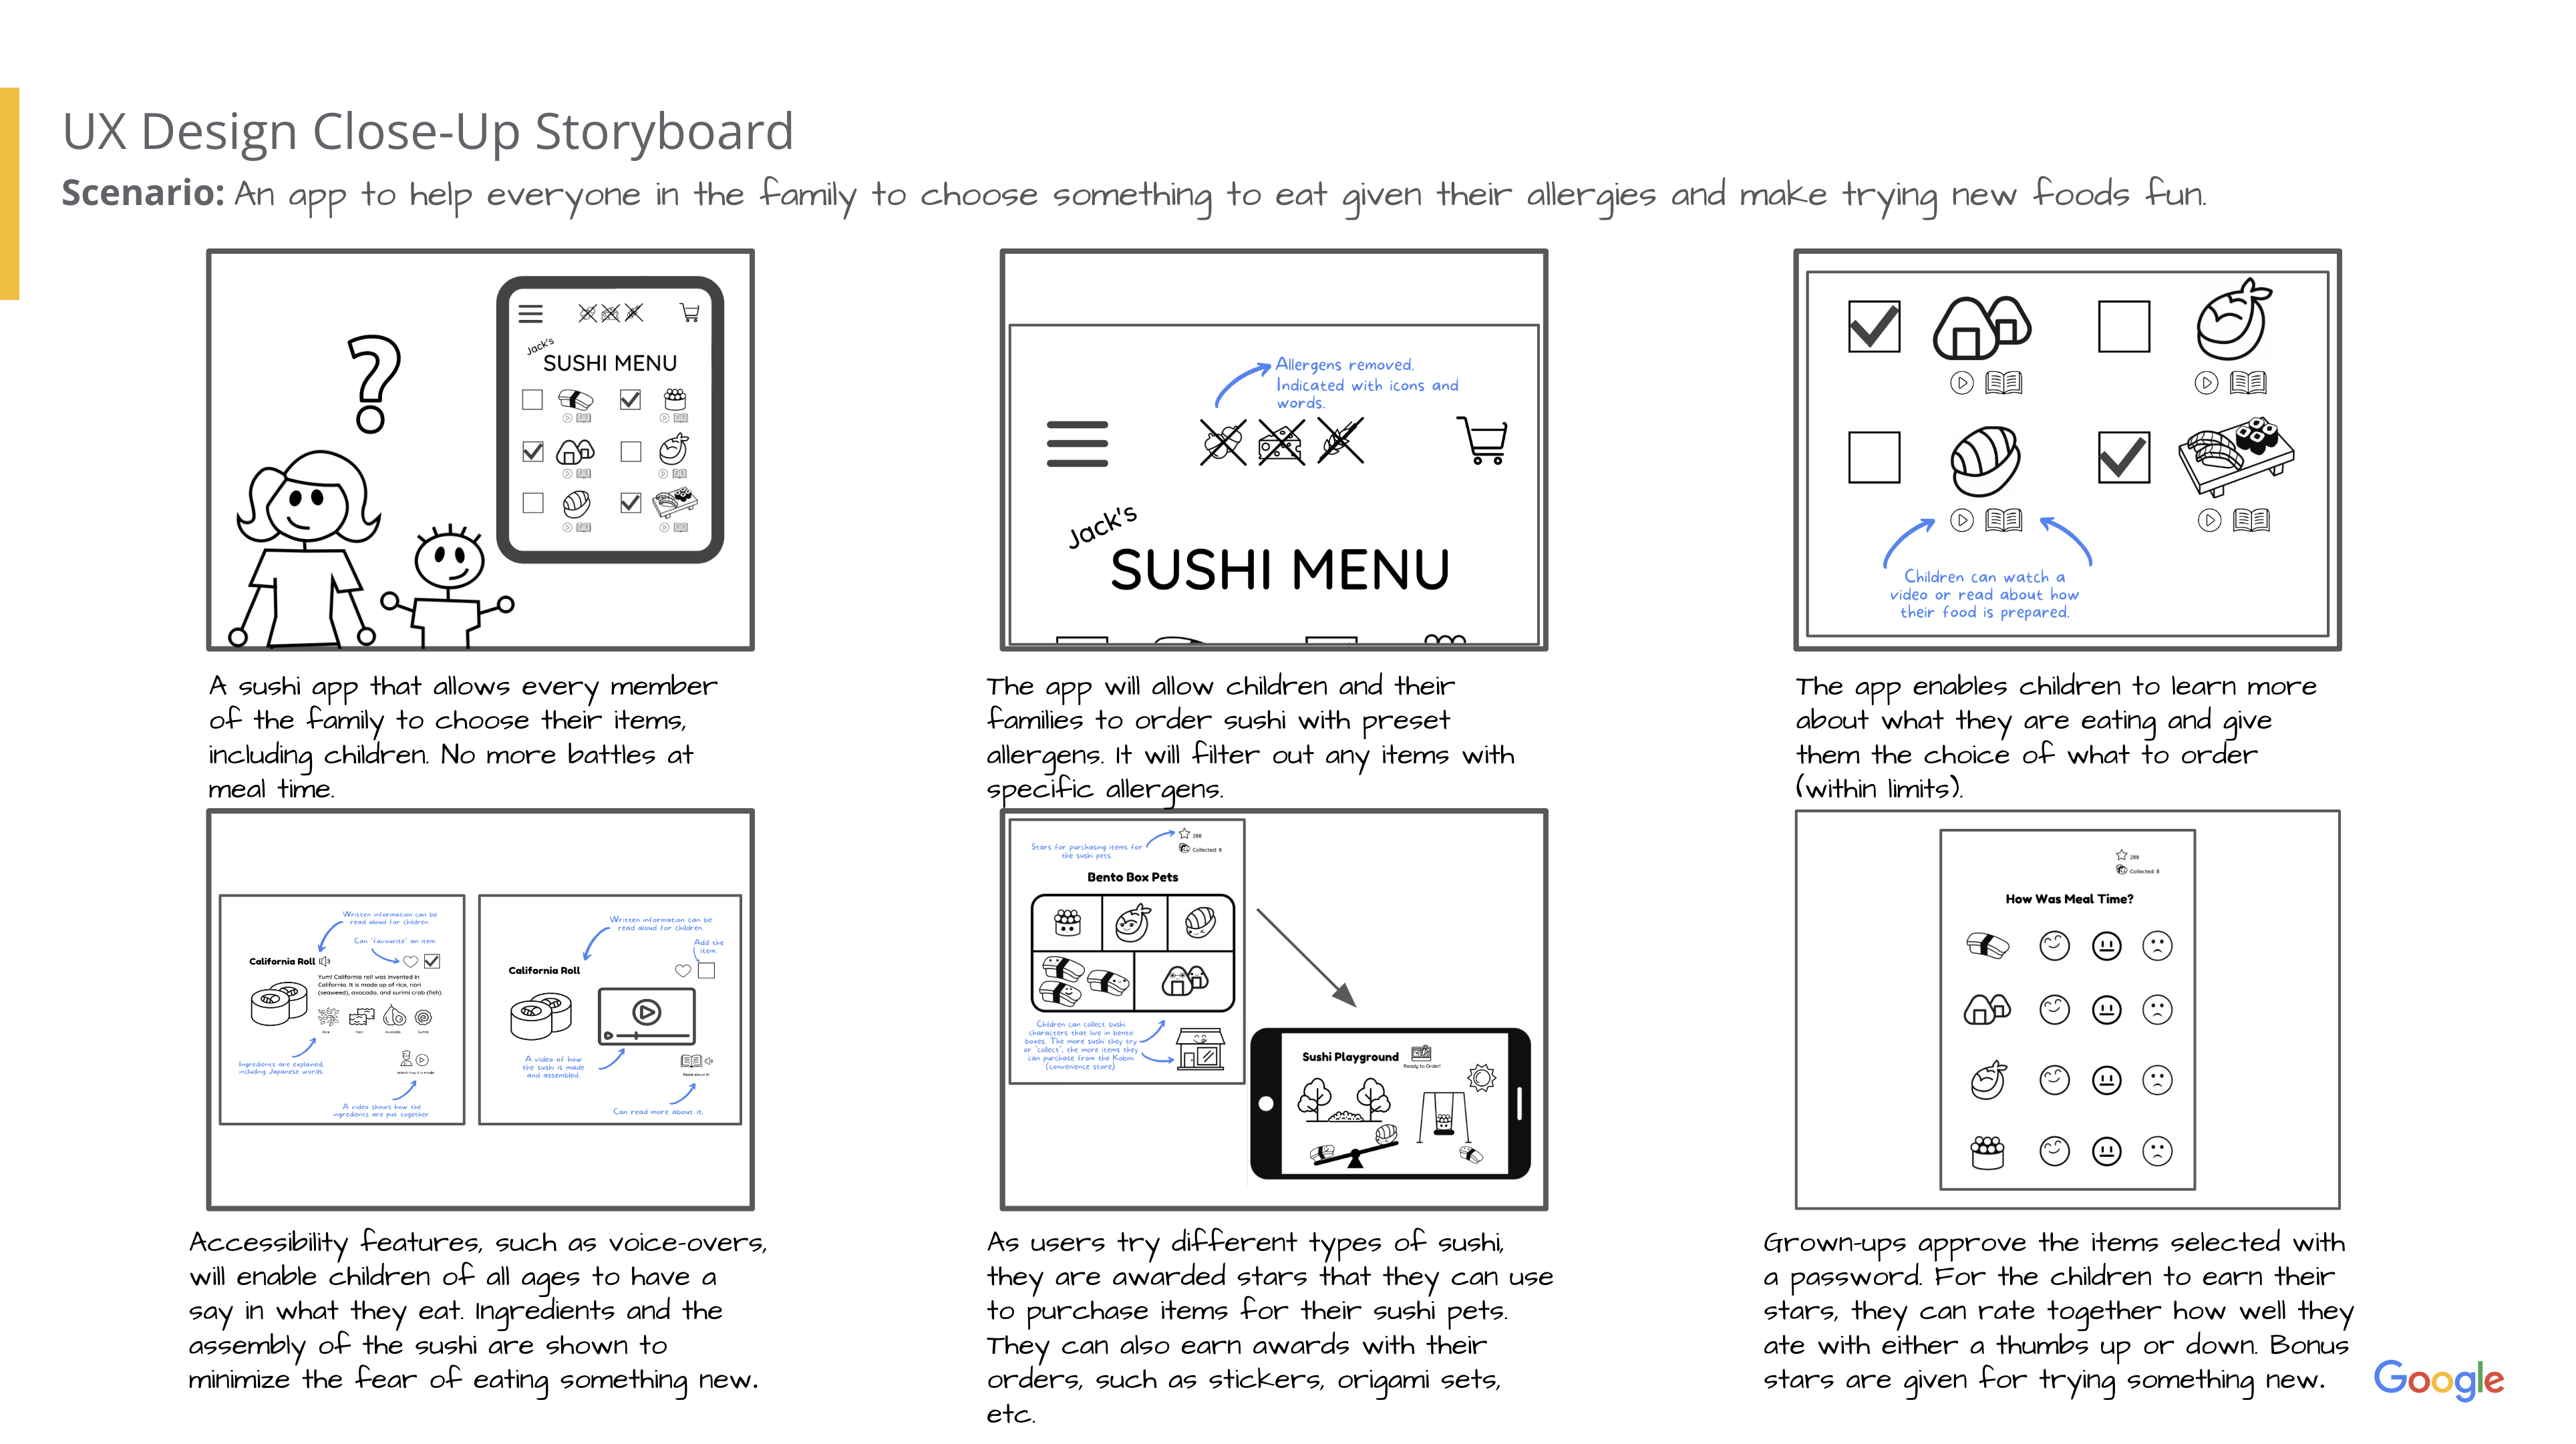 UX Design Close-Up Storyboard
Scenario: An app to help everyone in the family to choose something to eat given their allergies and make trying new foods fun.
Jack's
SUSHI MENU
A sushi app that allows every member
of the family to choose their items,
including children. No more battles at
meal time.
Allergens removed.
Indicated with icons and
words.
Jack's
SUSHI MENU
The app will allow children and their
families to order sushi with preset
allergens. It will filter out any items with
specific allergens.
Children can watch a
video or read about how
their food is prepared.
The app enables children to learn more
about what they are eating and give
them the choice of what to order
(within limits).
Written information can be
read aloud for children.
Can "favourite" an item
California Roll
Yum! California roll was invented in
California. It is made up of rice, nori
(seaweed), avocado, and surimi crab (fish).
Rice
Nori
Avocado
Surimi
Ingredients are explained,
including Japanese words.
Watch how it is made!
A video shows how the
ingredients are put together.
Written information can be
read aloud for children.
Add the
item.
California Roll
A video of how
the sushi is made
and assembled.
Read about it!
Can read more about it.
Accessibility features, such as voice-overs,
will enable children of all ages to have a
say in what they eat. Ingredients and the
assembly of the sushi are shown to
minimize the fear of eating something new.
Stars for purchasing items for
the sushi pets.
288
Collected: 8
Bento Box Pets
Children can collect sushi
characters that live in bento
boxes. The more sushi they try
or "collect", the more items they
can purchase from the Kobini
(convenience store).
Sushi Playground
Ready to Order!
As users try different types of sushi,
they are awarded stars that they can use
to purchase items for their sushi pets.
They can also earn awards with their
orders, such as stickers, origami sets,
etc.
288
Collected: 8
How Was Meal Time?
Grown-ups approve the items selected with
a password. For the children to earn their
stars, they can rate together how well they
ate with either a thumbs up or down. Bonus
stars are given for trying something new.
Google